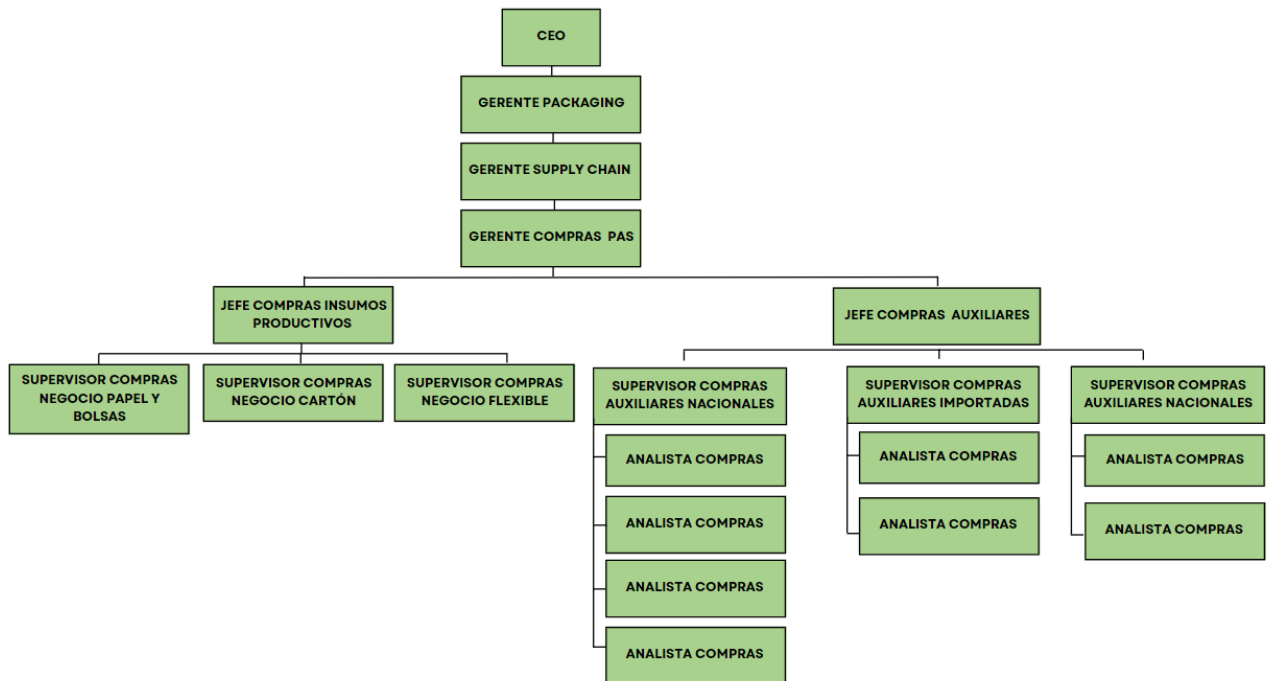 CEO
GERENTE PACKAGING
GERENTE SUPPLY CHAIN
GERENTE COMPRAS PAS
JEFE COMPRAS INSUMOS
PRODUCTIVOS
JEFE COMPRAS AUXILIARES
SUPERVISOR COMPRAS
NEGOCIO PAPEL Y
BOLSAS
SUPERVISOR COMPRAS
NEGOCIO CARTÓN
SUPERVISOR COMPRAS
NEGOCIO FLEXIBLE
SUPERVISOR COMPRAS
AUXILIARES NACIONALES
ANALISTA COMPRAS
ANALISTA COMPRAS
ANALISTA COMPRAS
ANALISTA COMPRAS
SUPERVISOR COMPRAS
AUXILIARES IMPORTADAS
ANALISTA COMPRAS
ANALISTA COMPRAS
SUPERVISOR COMPRAS
AUXILIARES NACIONALES
ANALISTA COMPRAS
ANALISTA COMPRAS